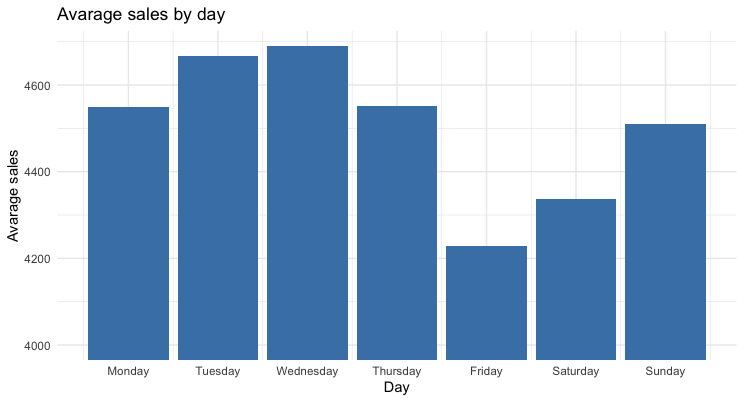 Avarage sales by day
Avarage sales
4600
4400
4200
4000
Monday Tuesday Wednesday Thursday Friday Saturday Sunday
Day